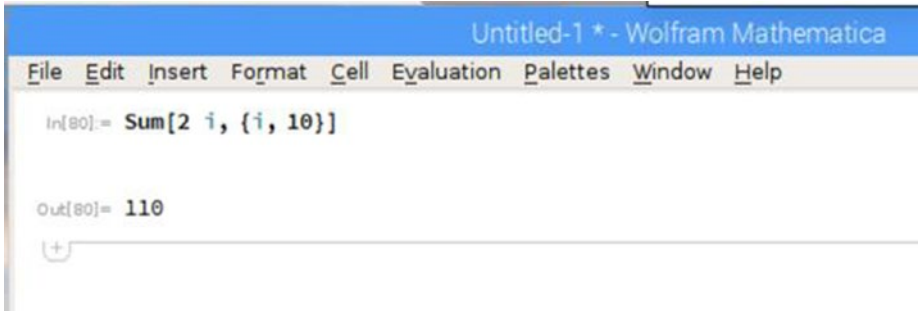 Untitled-1 * - Wolfram Mathematica
File Edit Insert Format Cell Evaluation Palettes Window Help
In[80]:= Sum[2 i, {i, 10}]
Out[80]= 110
+